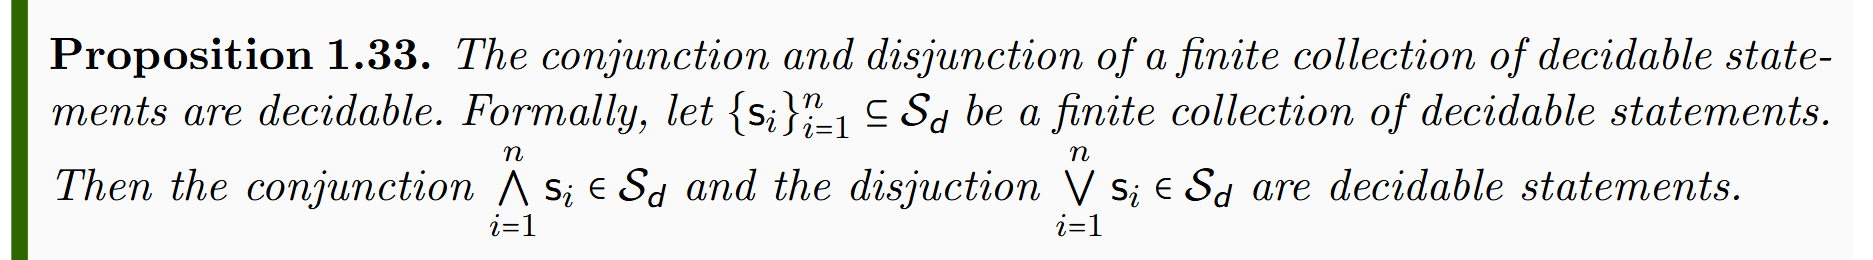 Proposition 1.33. The conjunction and disjunction of a finite collection of decidable state-
ments are decidable. Formally, let {s_i}_{i=1}^n ⊆ 𝒮_d be a finite collection of decidable statements.
Then the conjunction ⋀_{i=1}^n s_i ∈ 𝒮_d and the disjuction ⋁_{i=1}^n s_i ∈ 𝒮_d are decidable statements.